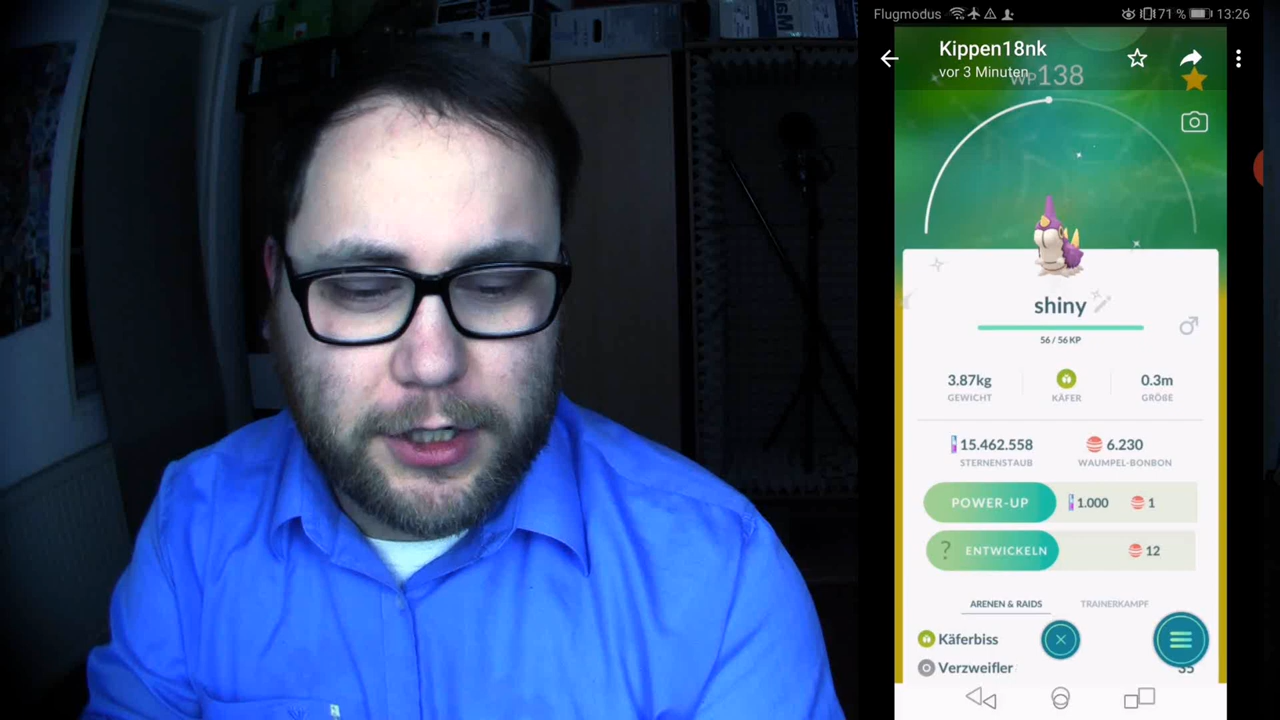 Flugmodus 71 % 13:26
Kippen18nk
vor 3 Minuten
WP138
shiny
56 / 56 KP
3.87kg
GEWICHT
KÄFER
0.3m
GRÖßE
15.462.558
STERNENSTAUB
6.230
WAUMPEL-BONBON
POWER-UP 1.000 1
? ENTWICKELN 12
ARENEN & RAIDS TRAINERKAMPF
Käferbiss
Verzweifler 35